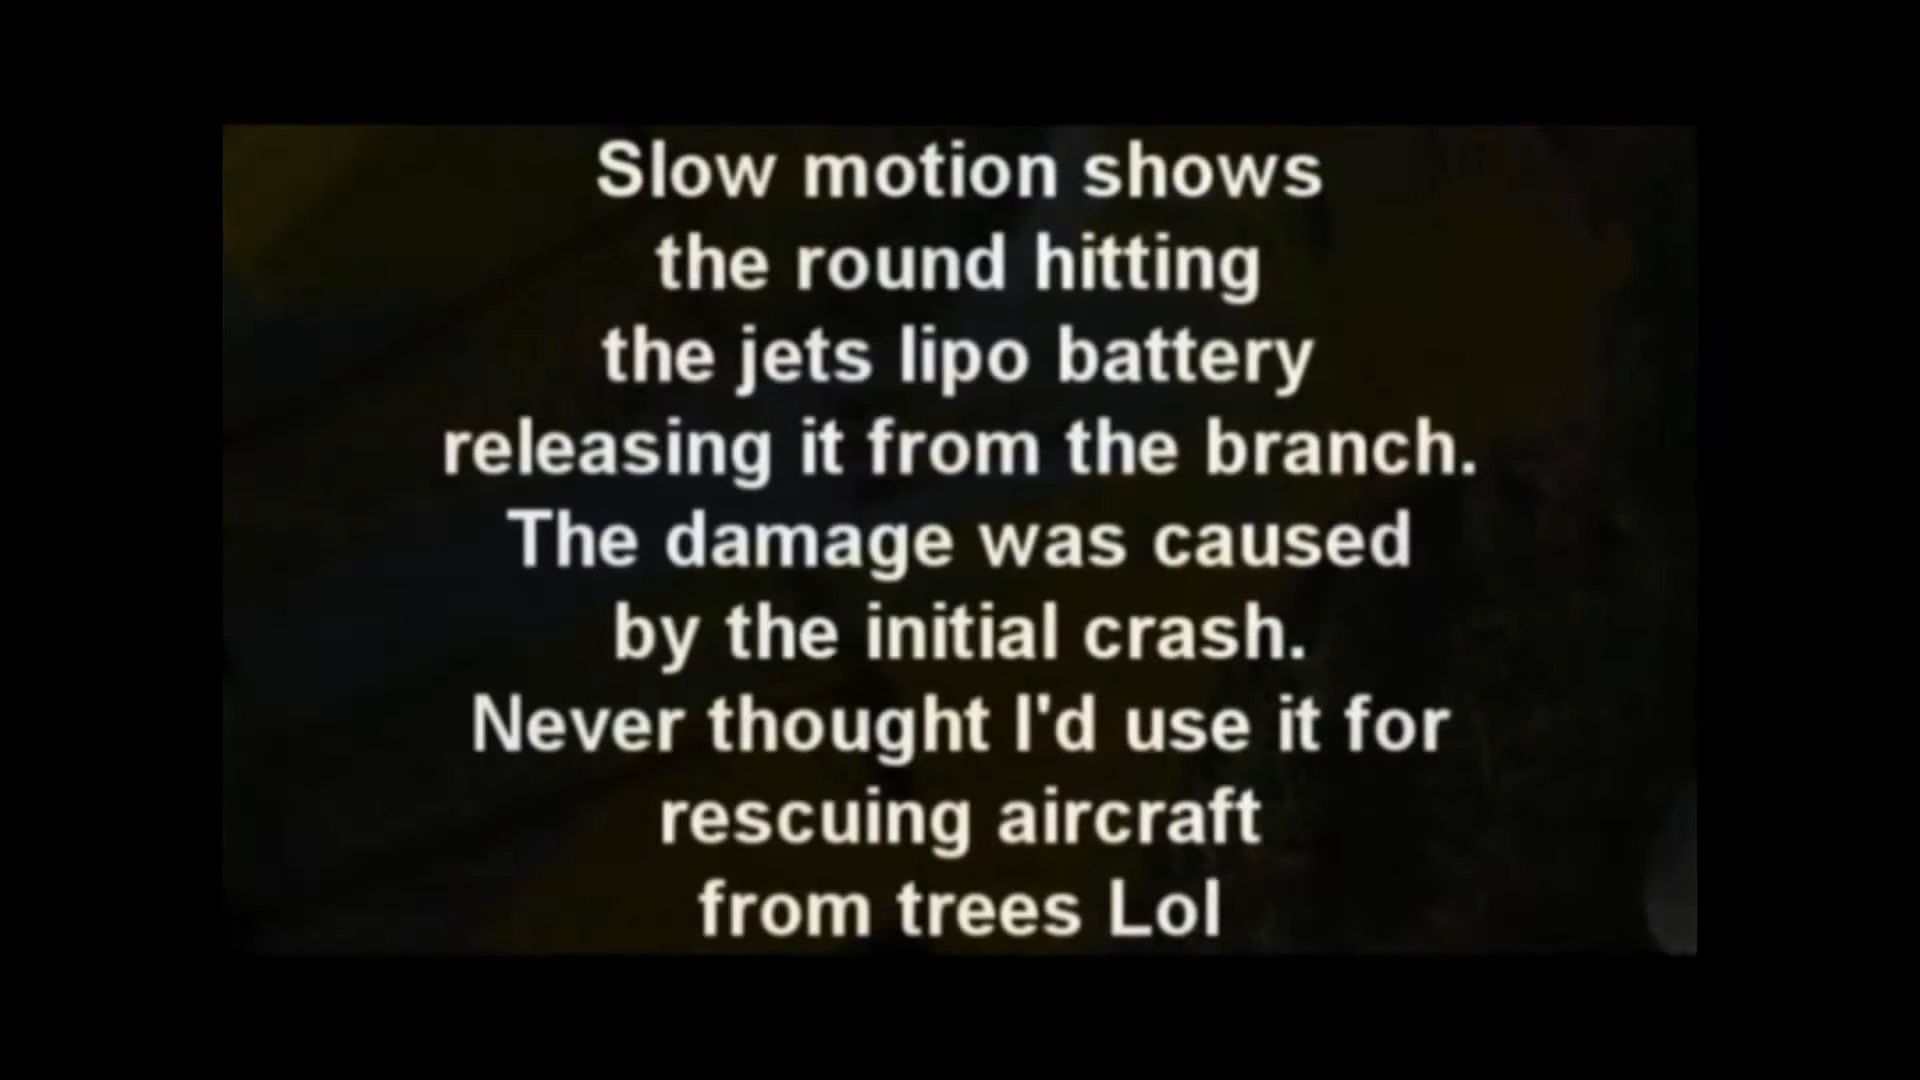 Slow motion shows
the round hitting
the jets lipo battery
releasing it from the branch.
The damage was caused
by the initial crash.
Never thought I'd use it for
rescuing aircraft
from trees Lol